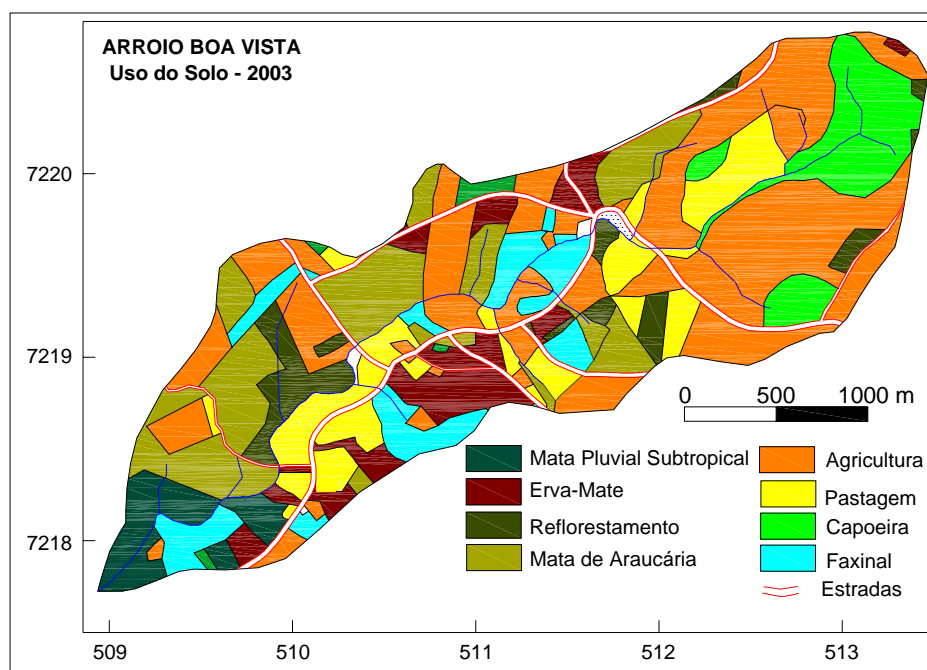 ARROIO BOA VISTA
Uso do Solo - 2003
7220
7219
7218
0 500 1000 m
Mata Pluvial Subtropical
Erva-Mate
Reflorestamento
Mata de Araucária
Agricultura
Pastagem
Capoeira
Faxinal
Estradas
509 510 511 512 513